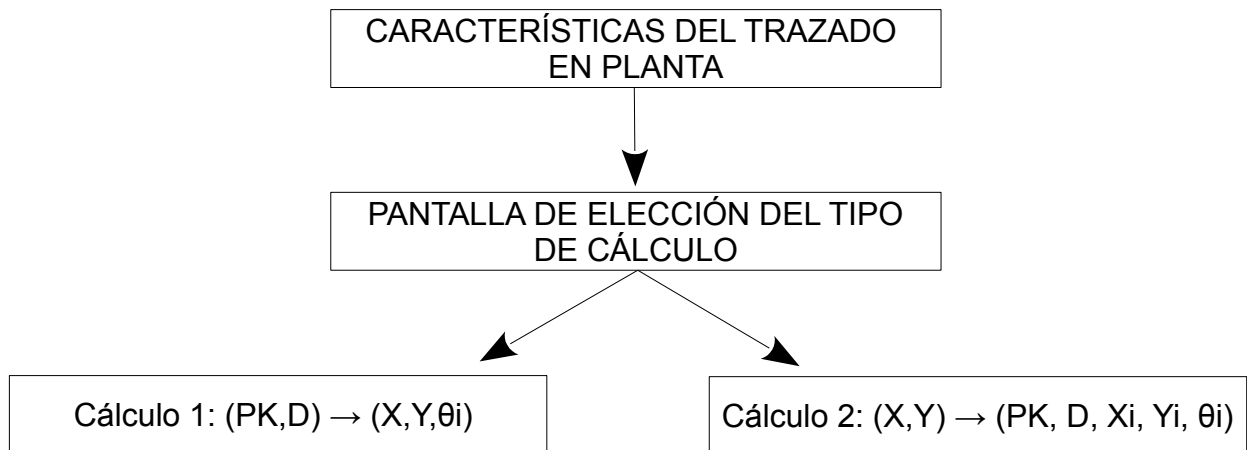 CARACTERÍSTICAS DEL TRAZADO
EN PLANTA
PANTALLA DE ELECCIÓN DEL TIPO
DE CÁLCULO
Cálculo 1: (PK,D) → (X,Y,θi)
Cálculo 2: (X,Y) → (PK, D, Xi, Yi, θi)